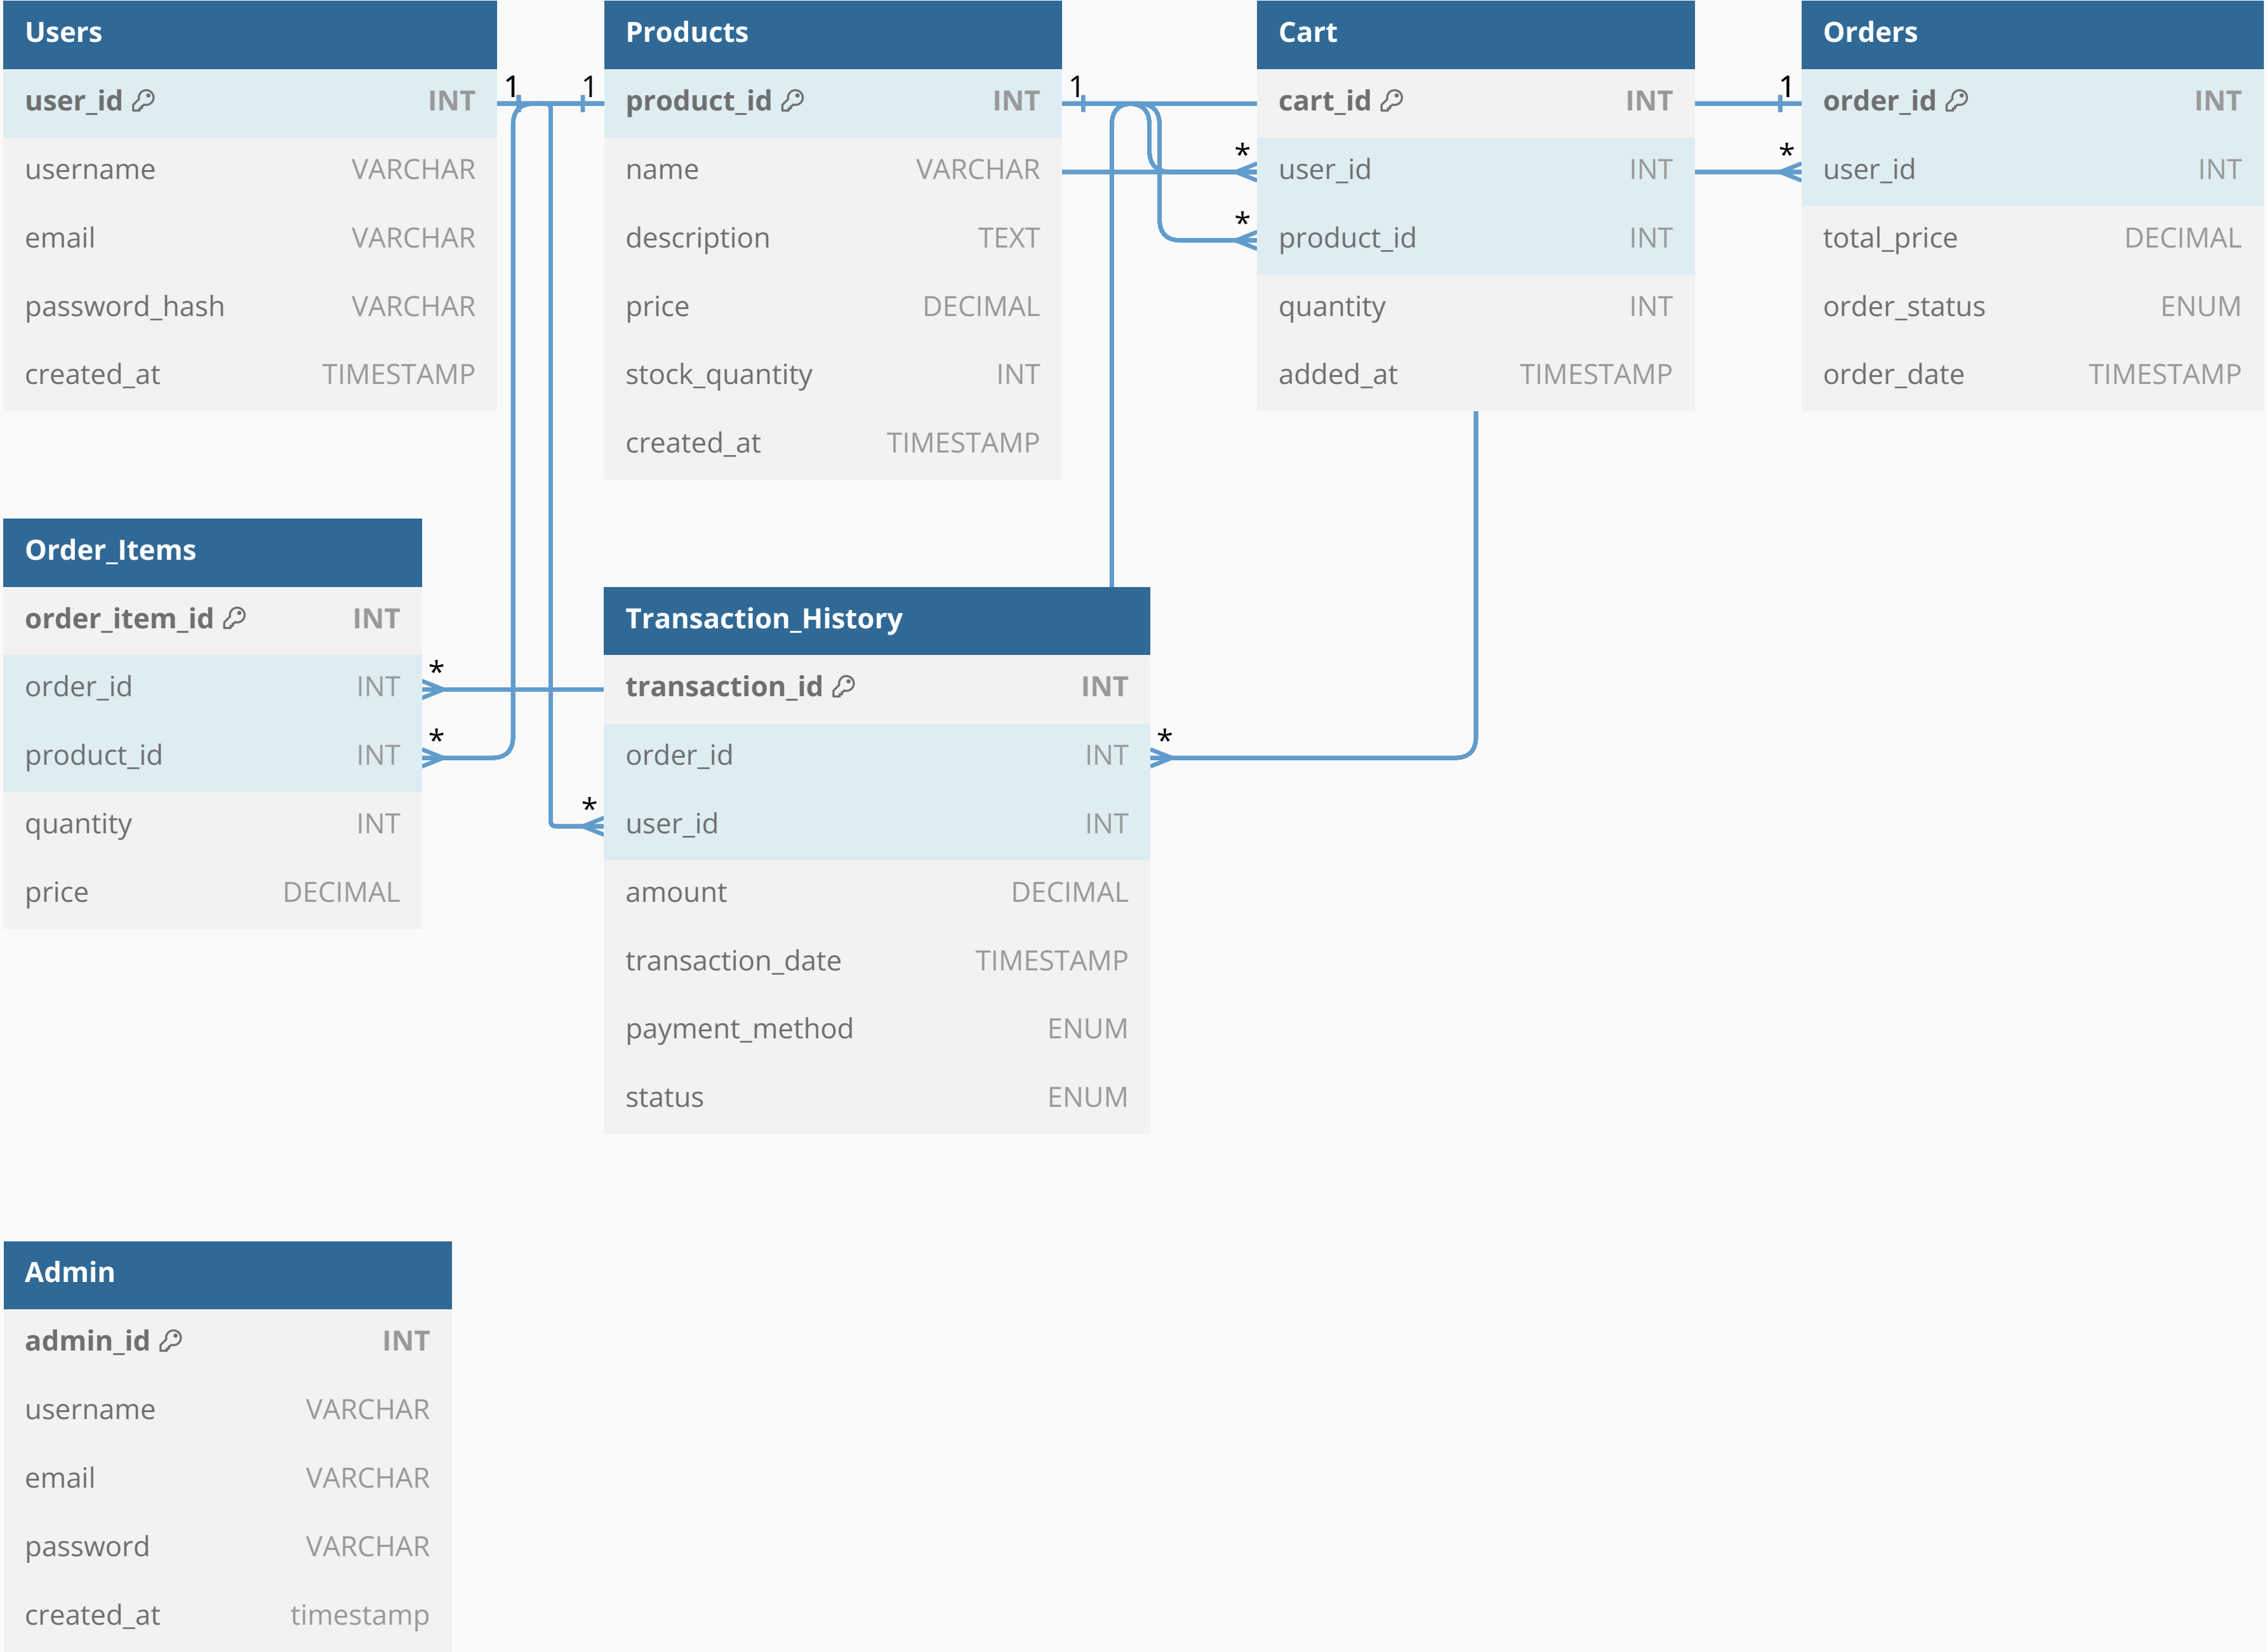 Users
user_id INT
username VARCHAR
email VARCHAR
password_hash VARCHAR
created_at TIMESTAMP
1
1
Products
product_id INT
name VARCHAR
description TEXT
price DECIMAL
stock_quantity INT
created_at TIMESTAMP
1
*
*
Cart
cart_id INT
user_id INT
product_id INT
quantity INT
added_at TIMESTAMP
1
*
Orders
order_id INT
user_id INT
total_price DECIMAL
order_status ENUM
order_date TIMESTAMP
Order_Items
order_item_id INT
order_id INT
product_id INT
quantity INT
price DECIMAL
*
*
*
Transaction_History
transaction_id INT
order_id INT
user_id INT
amount DECIMAL
transaction_date TIMESTAMP
payment_method ENUM
status ENUM
*
Admin
admin_id INT
username VARCHAR
email VARCHAR
password VARCHAR
created_at timestamp